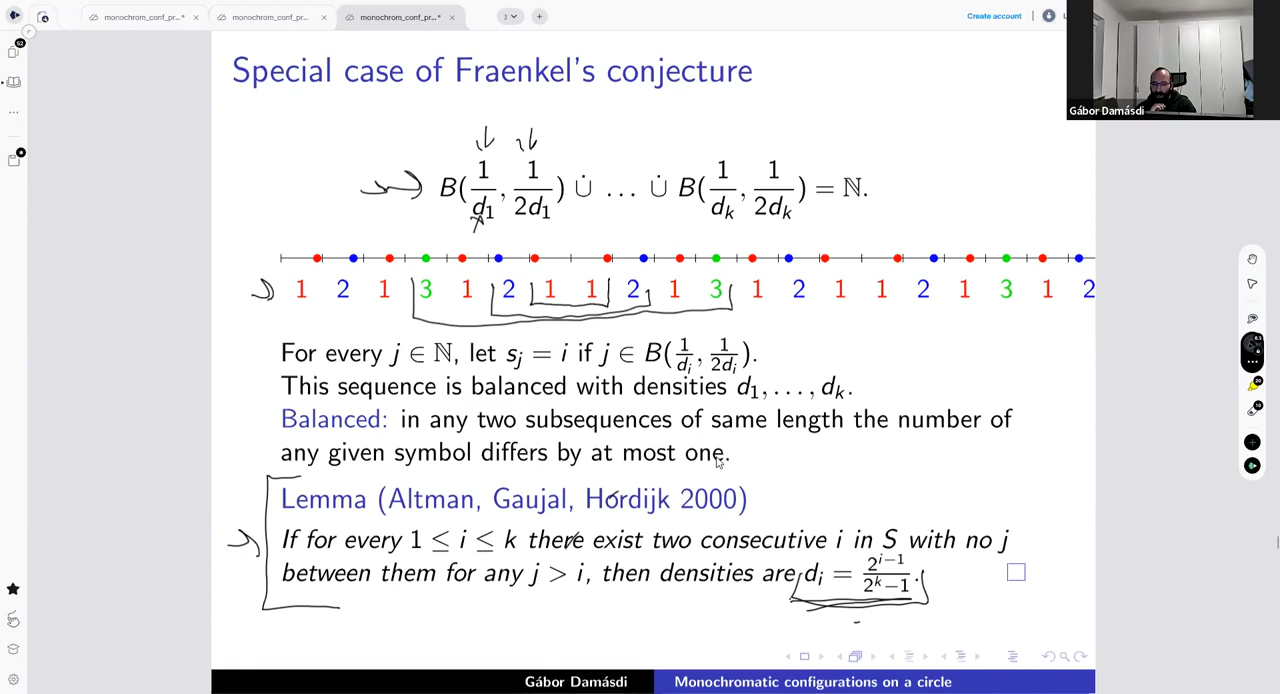 monochrom_conf_pr...*
monochrom_conf_pr...
monochrom_conf_pr...*
Create account
52
Gábor Damásdi
Special case of Fraenkel's conjecture
B(1/d₁, 1/2d₁) ∪̇ … ∪̇ B(1/dₖ, 1/2dₖ) = ℕ.
1 2 1 3 1 2 1 1 2 1 3 1 2 1 1 2 1 3 1 2
For every j ∈ ℕ, let sⱼ = i if j ∈ B(1/dᵢ, 1/2dᵢ).
This sequence is balanced with densities d₁, …, dₖ.
Balanced: in any two subsequences of same length the number of
any given symbol differs by at most one.
Lemma (Altman, Gaujal, Hordijk 2000)
If for every 1 ≤ i ≤ k there exist two consecutive i in S with no j
between them for any j > i, then densities are dᵢ = 2ⁱ⁻¹/2ᵏ−1.
Gábor Damásdi
Monochromatic configurations on a circle